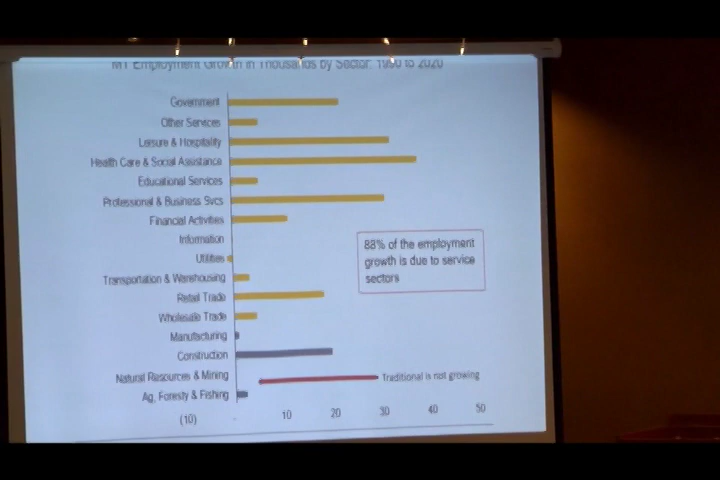 MT Employment Growth in Thousands by Sector: 1990 to 2020
Government
Other Services
Leisure & Hospitality
Health Care & Social Assistance
Educational Services
Professional & Business Svcs
Financial Activities
Information
Utilities
Transportation & Warehousing
Retail Trade
Wholesale Trade
Manufacturing
Construction
Natural Resources & Mining
Ag, Foresty & Fishing
88% of the employment
growth is due to service
sectors
Traditional is not growing
(10) - 10 20 30 40 50